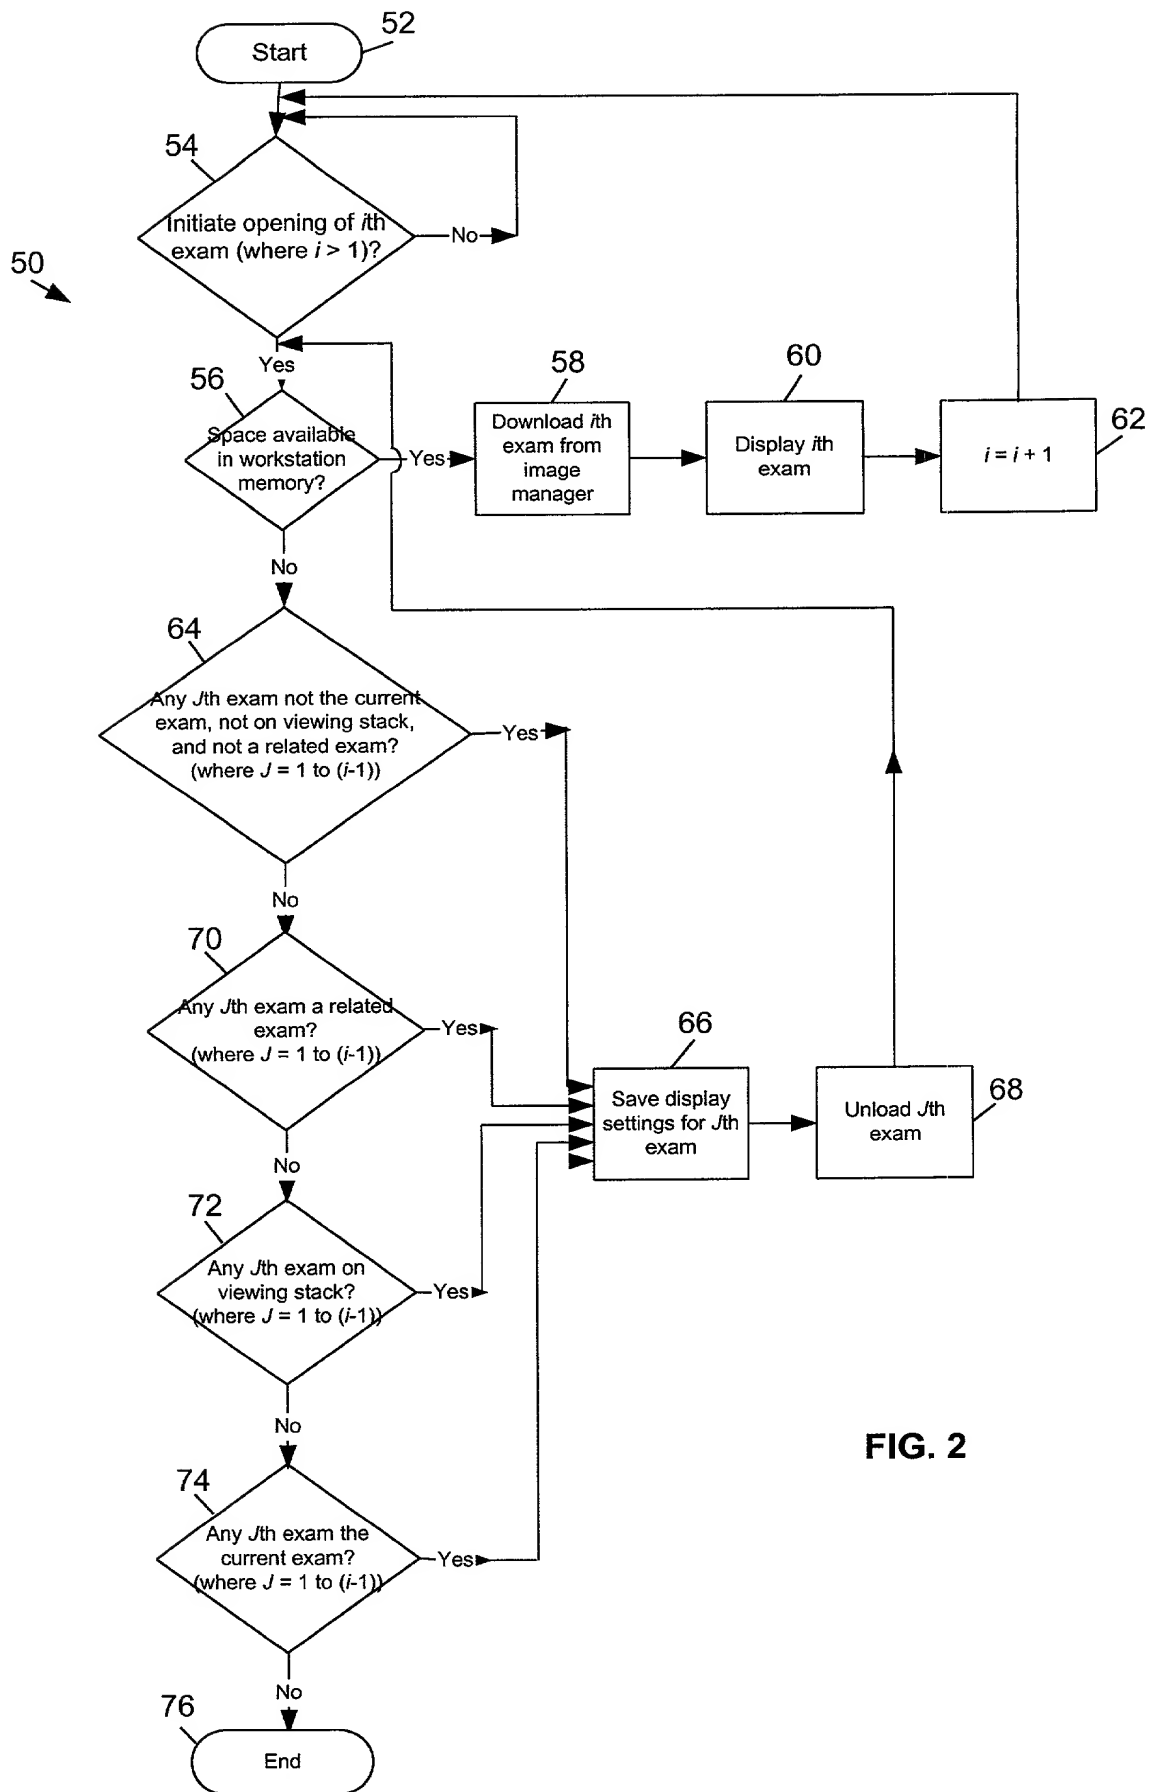 Start
52
54
Initiate opening of ith
exam (where i > 1)?
No
50
Yes
56
Space available
in workstation
memory?
Yes
58
Download ith
exam from
image
manager
60
Display ith
exam
i = i + 1
62
No
64
Any Jth exam not the current
exam, not on viewing stack,
and not a related exam?
(where J = 1 to (i-1))
Yes
No
70
Any Jth exam a related
exam?
(where J = 1 to (i-1))
Yes
66
Save display
settings for Jth
exam
Unload Jth
exam
68
No
72
Any Jth exam on
viewing stack?
(where J = 1 to (i-1))
Yes
No
FIG. 2
74
Any Jth exam the
current exam?
(where J = 1 to (i-1))
Yes
No
76
End